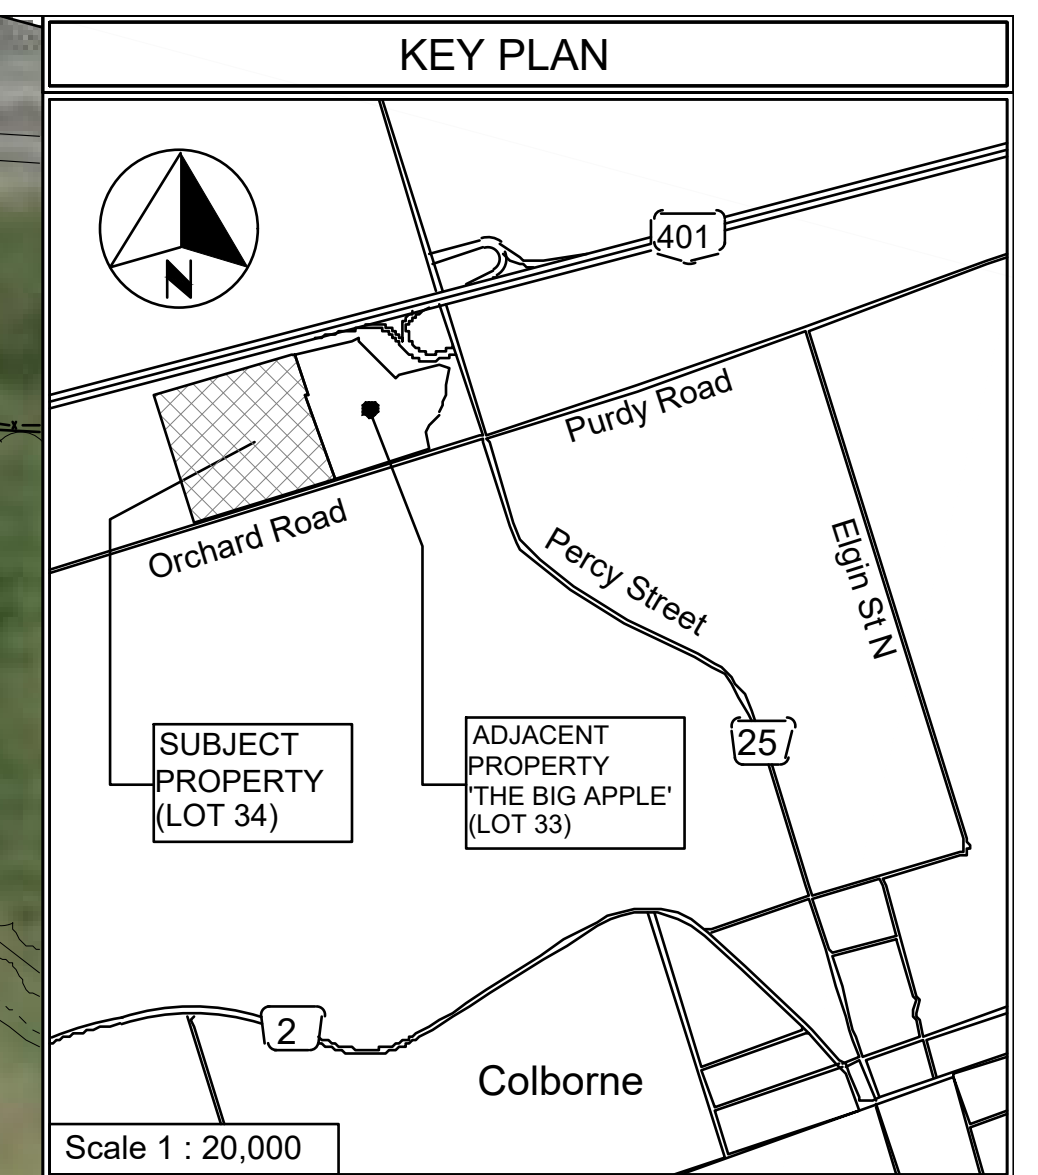 KEY PLAN
N
401
Purdy Road
Orchard Road
Percy Street
Elgin St N
SUBJECT
PROPERTY
(LOT 34)
ADJACENT
PROPERTY
'THE BIG APPLE'
(LOT 33)
25
2
Colborne
Scale 1 : 20,000